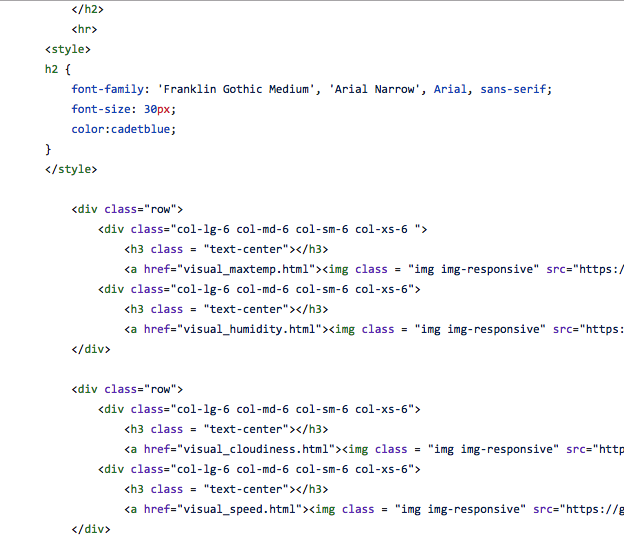 </h2>
<hr>
<style>
h2 {
font-family: 'Franklin Gothic Medium', 'Arial Narrow', Arial, sans-serif;
font-size: 30px;
color:cadetblue;
}
</style>
<div class="row">
<div class="col-lg-6 col-md-6 col-sm-6 col-xs-6 ">
<h3 class = "text-center"></h3>
<a href="visual_maxtemp.html"><img class = "img img-responsive" src="https:/
<div class="col-lg-6 col-md-6 col-sm-6 col-xs-6">
<h3 class = "text-center"></h3>
<a href="visual_humidity.html"><img class = "img img-responsive" src="https:
</div>
<div class="row">
<div class="col-lg-6 col-md-6 col-sm-6 col-xs-6">
<h3 class = "text-center"></h3>
<a href="visual_cloudiness.html"><img class = "img img-responsive" src="http
<div class="col-lg-6 col-md-6 col-sm-6 col-xs-6">
<h3 class = "text-center"></h3>
<a href="visual_speed.html"><img class = "img img-responsive" src="https://g
</div>